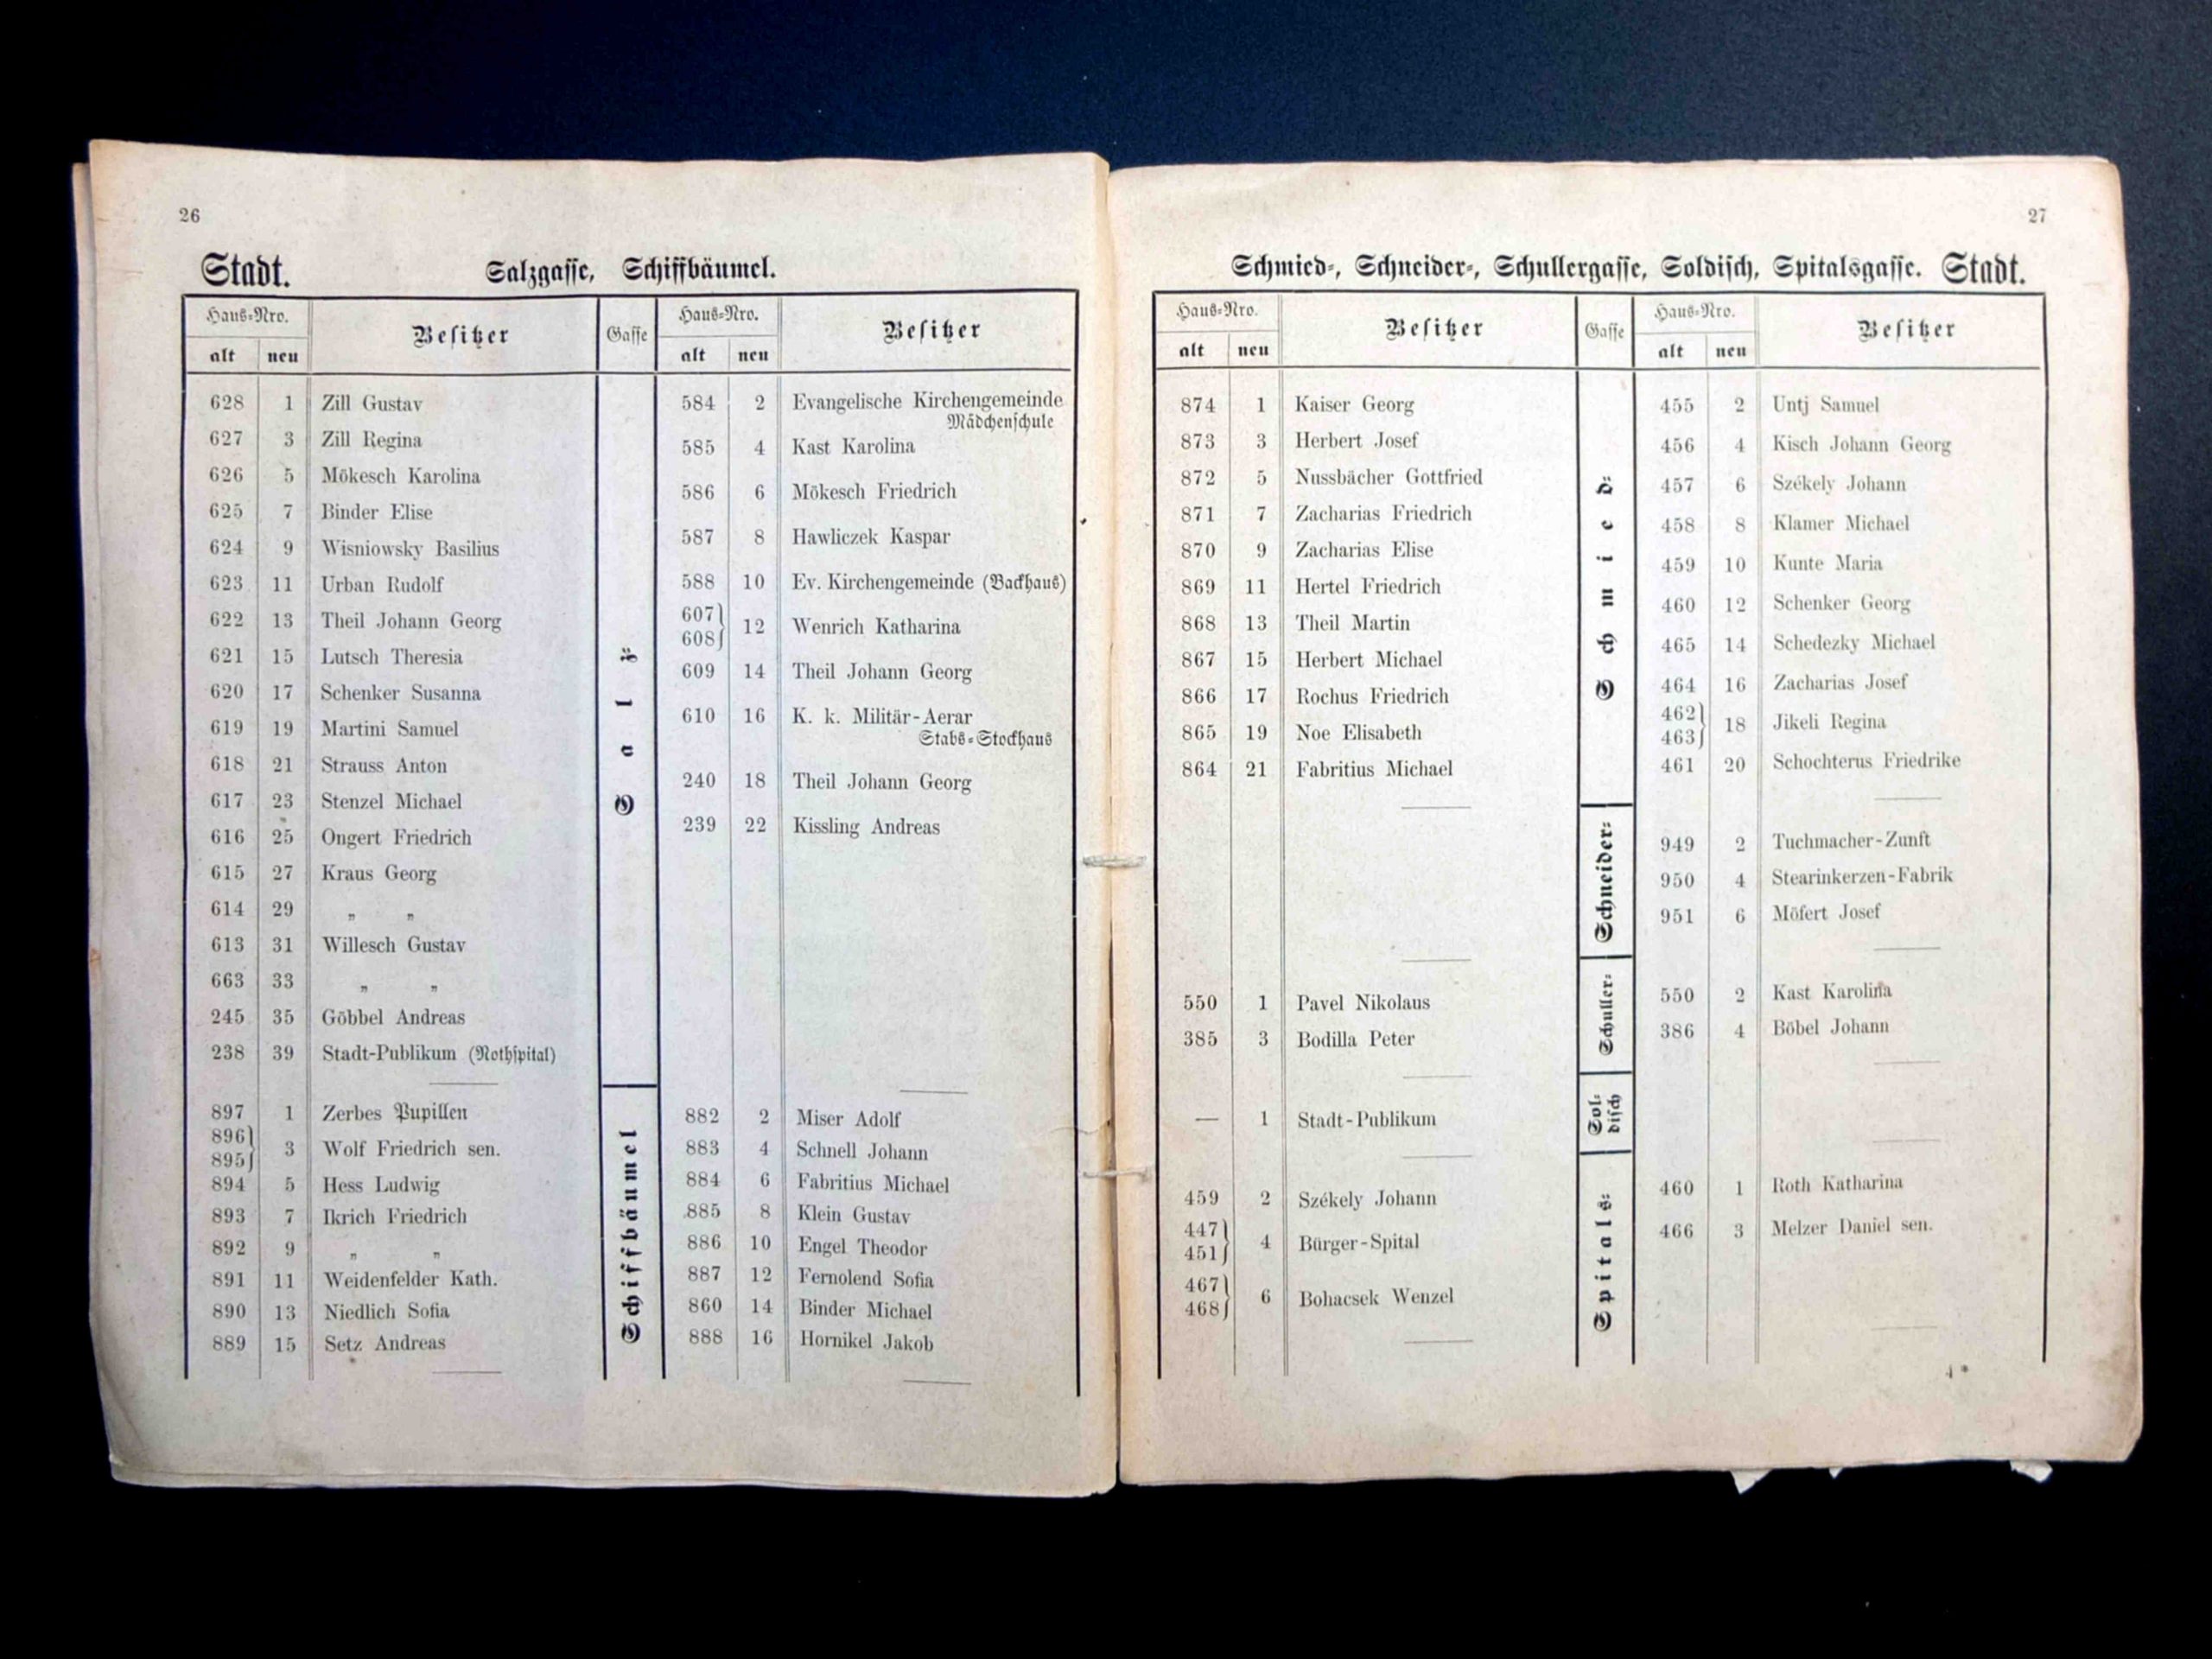 26
Stadt. Salzgasse, Schiffbäumel.
Haus-Nro. Besitzer Gasse Haus-Nro. Besitzer
alt neu alt neu
628 1 Zill Gustav
627 3 Zill Regina
626 5 Mökesch Karolina
625 7 Binder Elise
624 9 Wisniowsky Basilius
623 11 Urban Rudolf
622 13 Theil Johann Georg
621 15 Lutsch Theresia
620 17 Schenker Susanna
619 19 Martini Samuel
618 21 Strauss Anton
617 23 Stenzel Michael
616 25 Ongert Friedrich
615 27 Kraus Georg
614 29 „ „
613 31 Willesch Gustav
663 33 „ „
245 35 Göbbel Andreas
238 39 Stadt-Publikum (Nothspital)
Salz-
584 2 Evangelische Kirchengemeinde
Mädchenschule
585 4 Kast Karolina
586 6 Mökesch Friedrich
587 8 Hawliczek Kaspar
588 10 Ev. Kirchengemeinde (Backhaus)
607}
608} 12 Wenrich Katharina
609 14 Theil Johann Georg
610 16 K. k. Militär-Aerar
Stabs-Stockhaus
240 18 Theil Johann Georg
239 22 Kissling Andreas
897 1 Zerbes Pupillen
896}
895} 3 Wolf Friedrich sen.
894 5 Hess Ludwig
893 7 Ikrich Friedrich
892 9 „ „
891 11 Weidenfelder Kath.
890 13 Niedlich Sofia
889 15 Setz Andreas
Schiffbäumel
882 2 Miser Adolf
883 4 Schnell Johann
884 6 Fabritius Michael
885 8 Klein Gustav
886 10 Engel Theodor
887 12 Fernolend Sofia
860 14 Binder Michael
888 16 Hornikel Jakob
27
Schmied-, Schneider-, Schullergasse, Soldisch, Spitalsgasse. Stadt.
Haus-Nro. Besitzer Gasse Haus-Nro. Besitzer
alt neu alt neu
874 1 Kaiser Georg
873 3 Herbert Josef
872 5 Nussbächer Gottfried
871 7 Zacharias Friedrich
870 9 Zacharias Elise
869 11 Hertel Friedrich
868 13 Theil Martin
867 15 Herbert Michael
866 17 Rochus Friedrich
865 19 Noe Elisabeth
864 21 Fabritius Michael
Schmied-
455 2 Untj Samuel
456 4 Kisch Johann Georg
457 6 Székely Johann
458 8 Klamer Michael
459 10 Kunte Maria
460 12 Schenker Georg
465 14 Schedezky Michael
464 16 Zacharias Josef
462}
463} 18 Jikeli Regina
461 20 Schochterus Friedrike
Schneider-
949 2 Tuchmacher-Zunft
950 4 Stearinkerzen-Fabrik
951 6 Möfert Josef
550 1 Pavel Nikolaus
385 3 Bodilla Peter
Schuller-
550 2 Kast Karolina
386 4 Böbel Johann
— 1 Stadt-Publikum
Sol-
disch
459 2 Székely Johann
447}
451} 4 Bürger-Spital
467}
468} 6 Bohacsek Wenzel
Spitals-
460 1 Roth Katharina
466 3 Melzer Daniel sen.